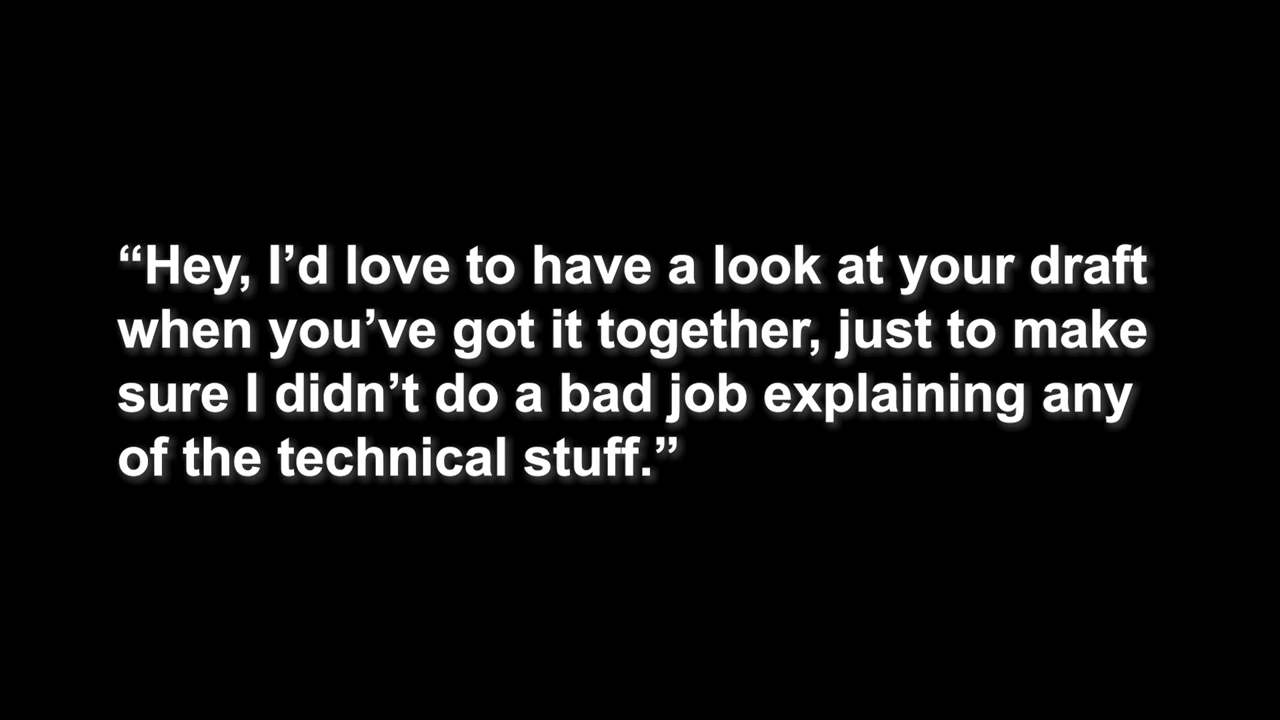 “Hey, I’d love to have a look at your draft
when you’ve got it together, just to make
sure I didn’t do a bad job explaining any
of the technical stuff.”